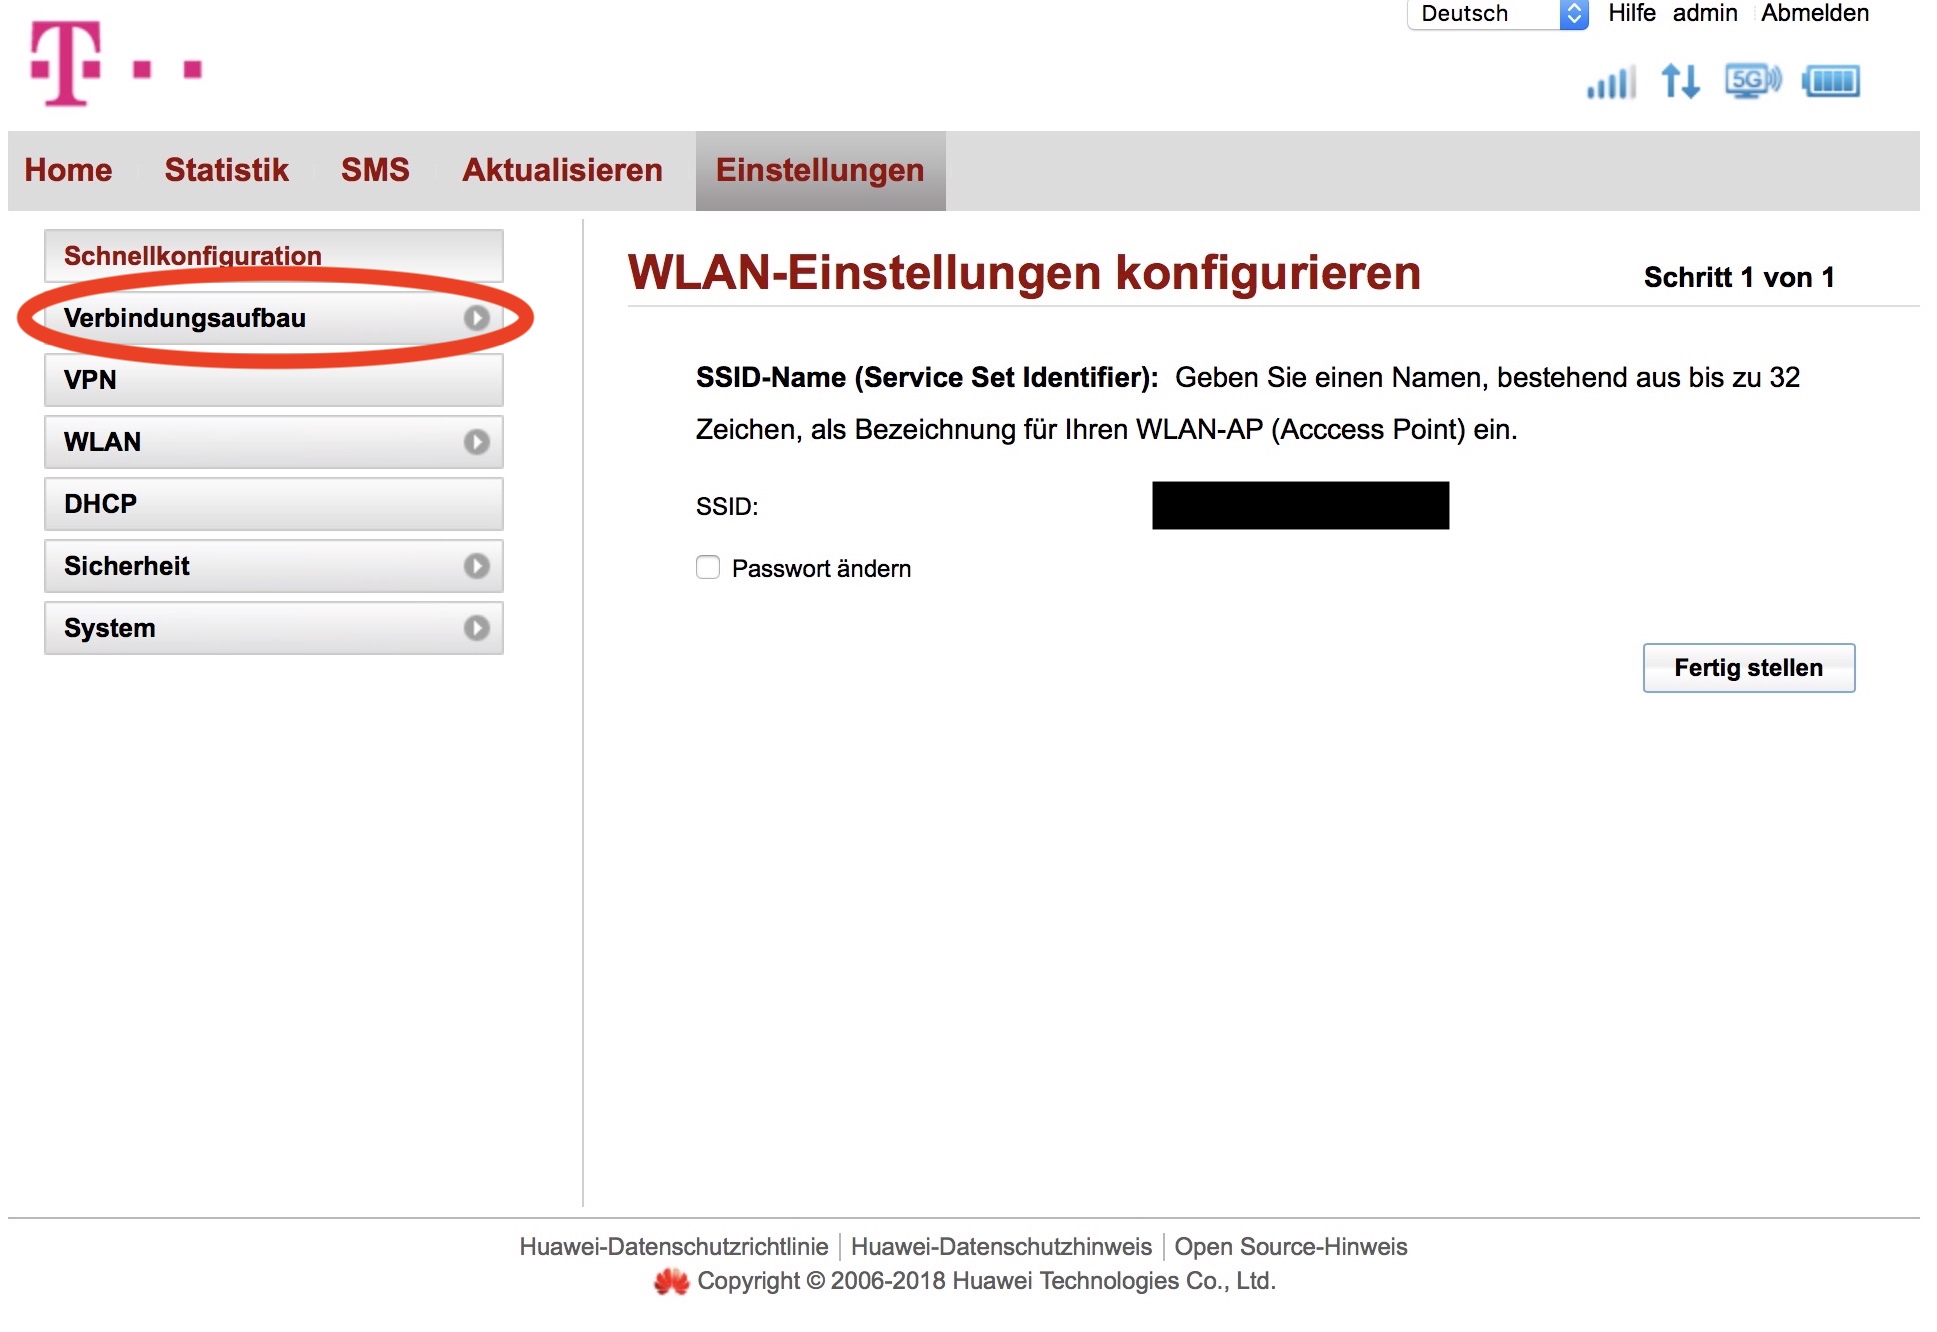 Deutsch Hilfe admin Abmelden
T
5G
Home Statistik SMS Aktualisieren Einstellungen
Schnellkonfiguration
Verbindungsaufbau
VPN
WLAN
DHCP
Sicherheit
System
WLAN-Einstellungen konfigurieren Schritt 1 von 1
SSID-Name (Service Set Identifier): Geben Sie einen Namen, bestehend aus bis zu 32
Zeichen, als Bezeichnung für Ihren WLAN-AP (Acccess Point) ein.
SSID:
Passwort ändern
Fertig stellen
Huawei-Datenschutzrichtlinie Huawei-Datenschutzhinweis Open Source-Hinweis
Copyright © 2006-2018 Huawei Technologies Co., Ltd.